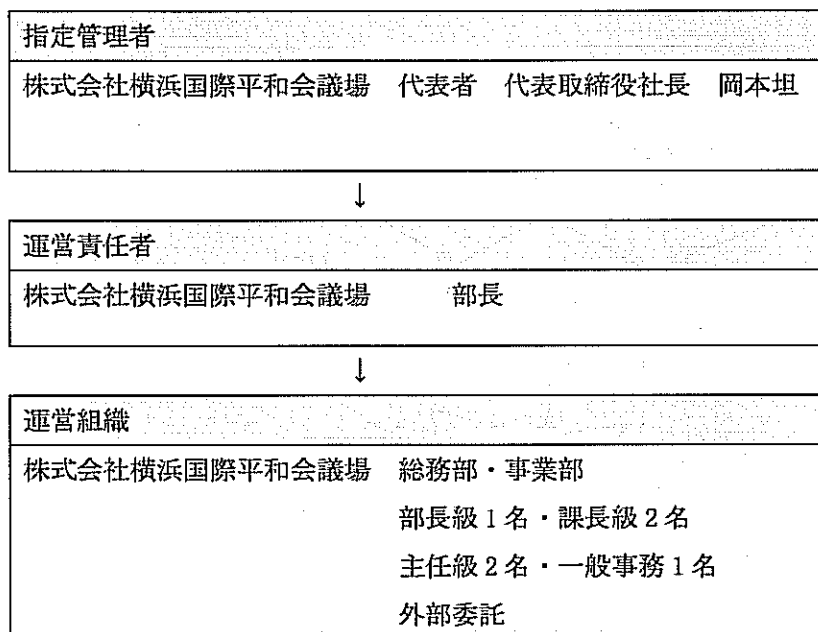 指定管理者
株式会社横浜国際平和会議場　代表者　代表取締役社長　岡本坦
↓
運営責任者
株式会社横浜国際平和会議場　　　部長
↓
運営組織
株式会社横浜国際平和会議場　総務部・事業部
部長級1名・課長級2名
主任級2名・一般事務1名
外部委託